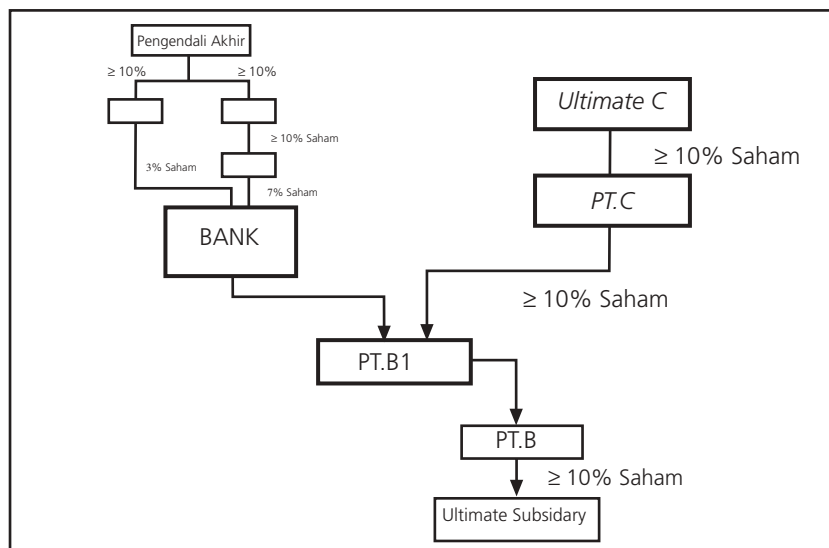 Pengendali Akhir
≥ 10%
≥ 10%
≥ 10% Saham
3% Saham
7% Saham
BANK
Ultimate C
≥ 10% Saham
PT.C
≥ 10% Saham
PT.B1
PT.B
≥ 10% Saham
Ultimate Subsidary